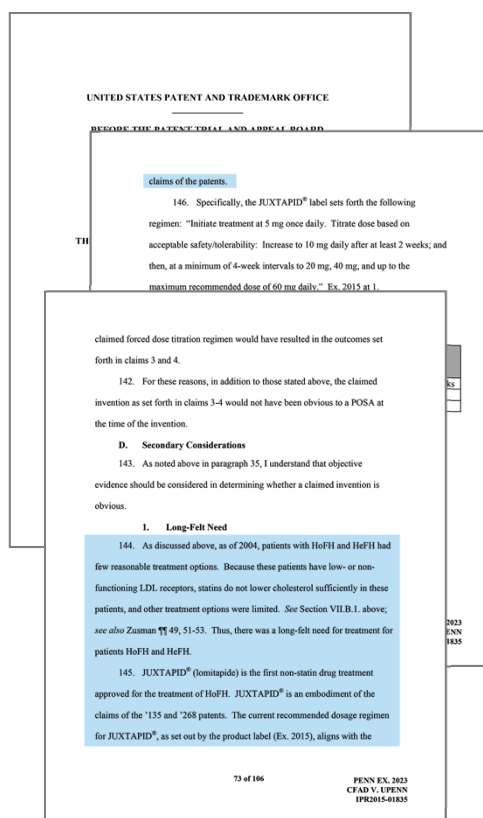 UNITED STATES PATENT AND TRADEMARK OFFICE
BEFORE THE PATENT TRIAL AND APPEAL BOARD
TH
claims of the patents.
146. Specifically, the JUXTAPID® label sets forth the following
regimen: “Initiate treatment at 5 mg once daily. Titrate dose based on
acceptable safety/tolerability: Increase to 10 mg daily after at least 2 weeks; and
then, at a minimum of 4-week intervals to 20 mg, 40 mg, and up to the
maximum recommended dose of 60 mg daily.” Ex. 2015 at 1.
ks
2023
ENN
1835
claimed forced dose titration regimen would have resulted in the outcomes set
forth in claims 3 and 4.
142. For these reasons, in addition to those stated above, the claimed
invention as set forth in claims 3-4 would not have been obvious to a POSA at
the time of the invention.
D. Secondary Considerations
143. As noted above in paragraph 35, I understand that objective
evidence should be considered in determining whether a claimed invention is
obvious.
1. Long-Felt Need
144. As discussed above, as of 2004, patients with HoFH and HeFH had
few reasonable treatment options. Because these patients have low- or non-
functioning LDL receptors, statins do not lower cholesterol sufficiently in these
patients, and other treatment options were limited. See Section VII.B.1. above;
see also Zusman ¶¶ 49, 51-53. Thus, there was a long-felt need for treatment for
patients HoFH and HeFH.
145. JUXTAPID® (lomitapide) is the first non-statin drug treatment
approved for the treatment of HoFH. JUXTAPID® is an embodiment of the
claims of the ’135 and ’268 patents. The current recommended dosage regimen
for JUXTAPID®, as set out by the product label (Ex. 2015), aligns with the
73 of 106
PENN EX. 2023
CFAD V. UPENN
IPR2015-01835